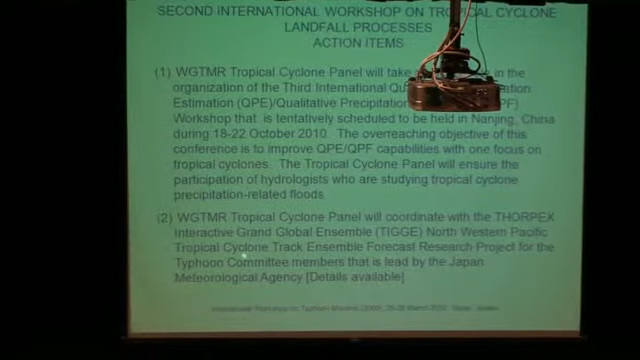 SECOND INTERNATIONAL WORKSHOP ON TROPICAL CYCLONE
LANDFALL PROCESSES
ACTION ITEMS
(1) WGTMR Tropical Cyclone Panel will take in the
organization of the Third International
Estimation (QPE)/Qualitative Precipitation
Workshop that is tentatively scheduled to be held in Nanjing, China
during 18-22 October 2010. The overreaching objective of this
conference is to improve QPE/QPF capabilities with one focus on
tropical cyclones. The Tropical Cyclone Panel will ensure the
participation of hydrologists who are studying tropical cyclone
precipitation-related floods
(2) WGTMR Tropical Cyclone Panel will coordinate with the THORPEX
Interactive Grand Global Ensemble (TIGGE) North Western Pacific
Tropical Cyclone Track Ensemble Forecast Research Project for the
Typhoon Committee members that is lead by the Japan
Meteorological Agency [Details available]
International Workshop on Typhoon